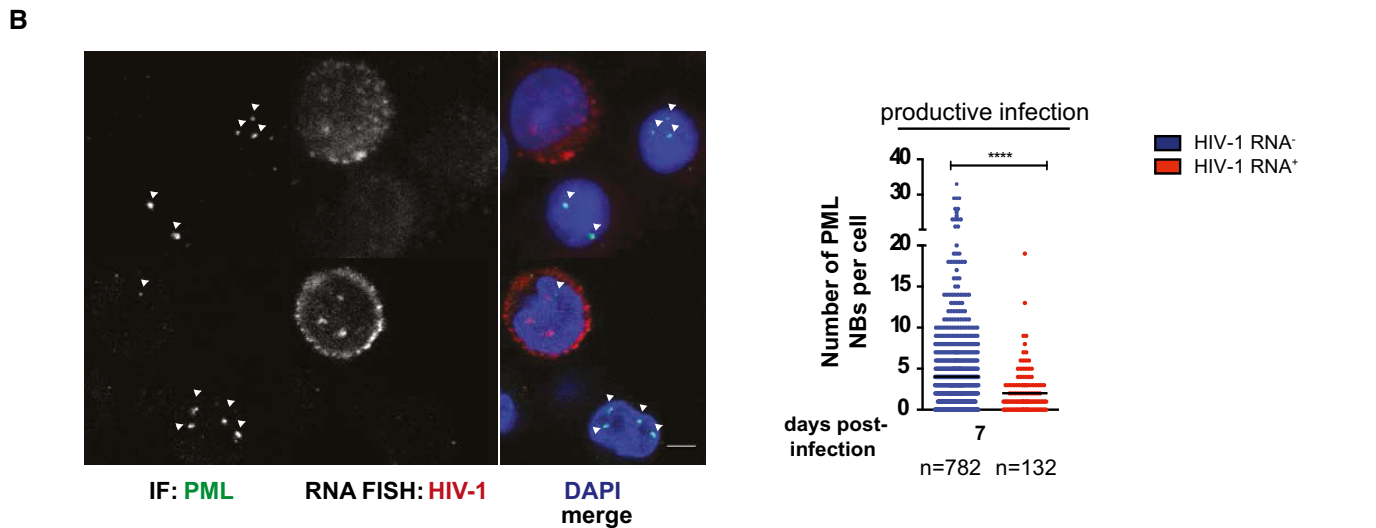 B
IF: PML
RNA FISH: HIV-1
DAPI
merge
productive infection
****
HIV-1 RNA-
HIV-1 RNA+
Number of PML
NBs per cell
40
30
20
10
5
0
days post-
infection
7
n=782 n=132